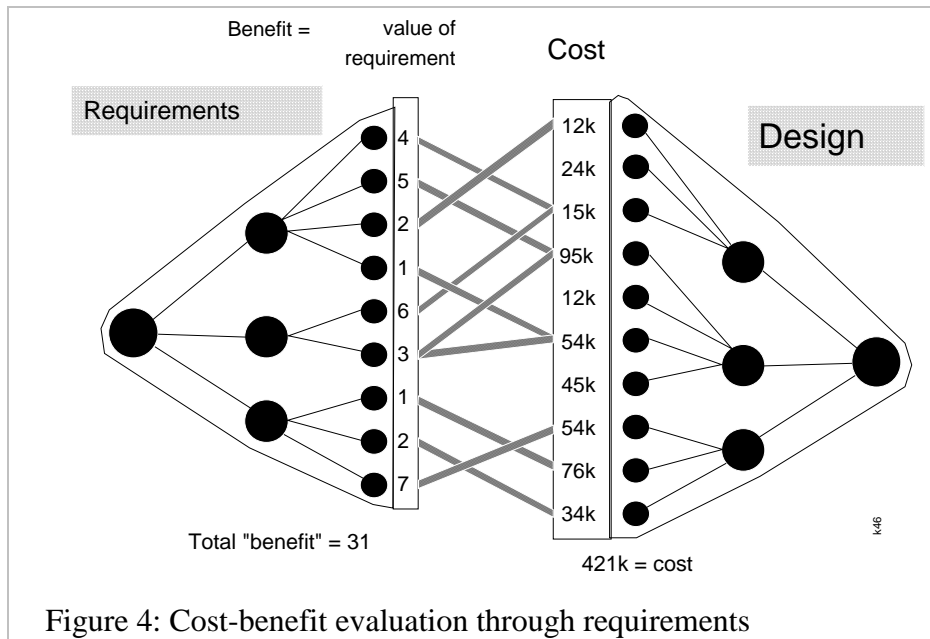 Benefit = value of
requirement
Cost
Requirements
Design
4
5
2
1
6
3
1
2
7
12k
24k
15k
95k
12k
54k
45k
54k
76k
34k
Total "benefit" = 31
421k = cost
k46
Figure 4: Cost-benefit evaluation through requirements